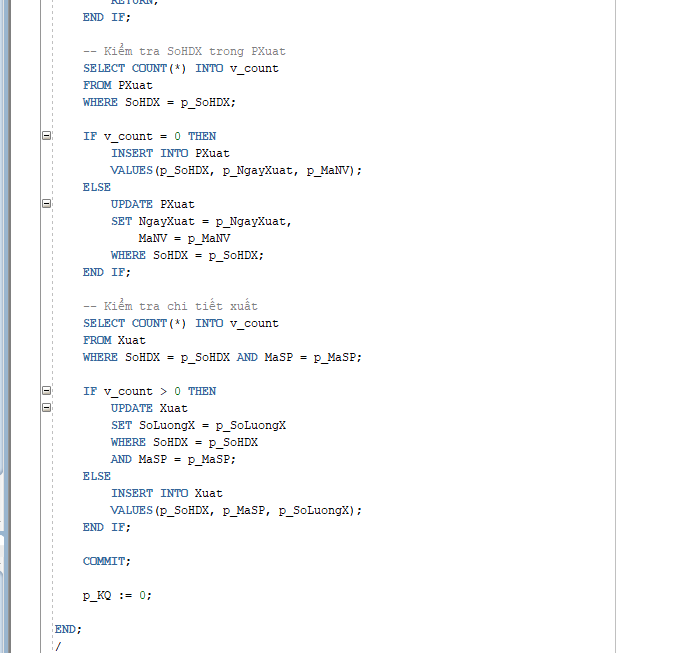 RETURN;
END IF;
-- Kiểm tra SoHDX trong PXuat
SELECT COUNT(*) INTO v_count
FROM PXuat
WHERE SoHDX = p_SoHDX;
IF v_count = 0 THEN
INSERT INTO PXuat
VALUES(p_SoHDX, p_NgayXuat, p_MaNV);
ELSE
UPDATE PXuat
SET NgayXuat = p_NgayXuat,
MaNV = p_MaNV
WHERE SoHDX = p_SoHDX;
END IF;
-- Kiểm tra chi tiết xuất
SELECT COUNT(*) INTO v_count
FROM Xuat
WHERE SoHDX = p_SoHDX AND MaSP = p_MaSP;
IF v_count > 0 THEN
UPDATE Xuat
SET SoLuongX = p_SoLuongX
WHERE SoHDX = p_SoHDX
AND MaSP = p_MaSP;
ELSE
INSERT INTO Xuat
VALUES(p_SoHDX, p_MaSP, p_SoLuongX);
END IF;
COMMIT;
p_KQ := 0;
END;
/